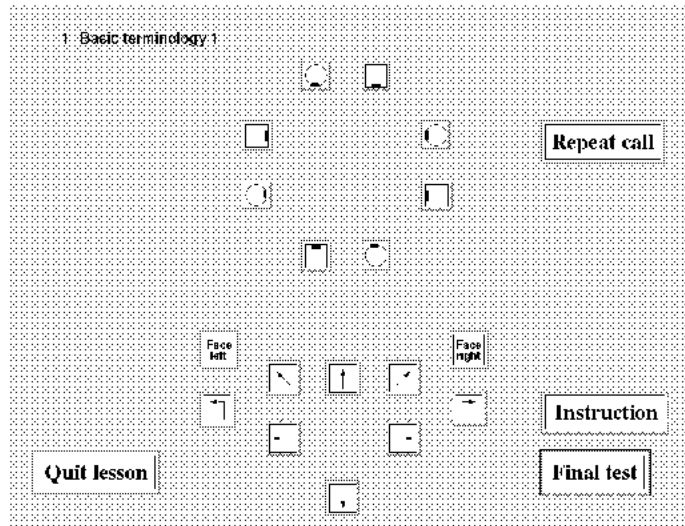 1 Basic terminology 1
Repeat call
Face
left
Face
right
Instruction
Quit lesson
Final test